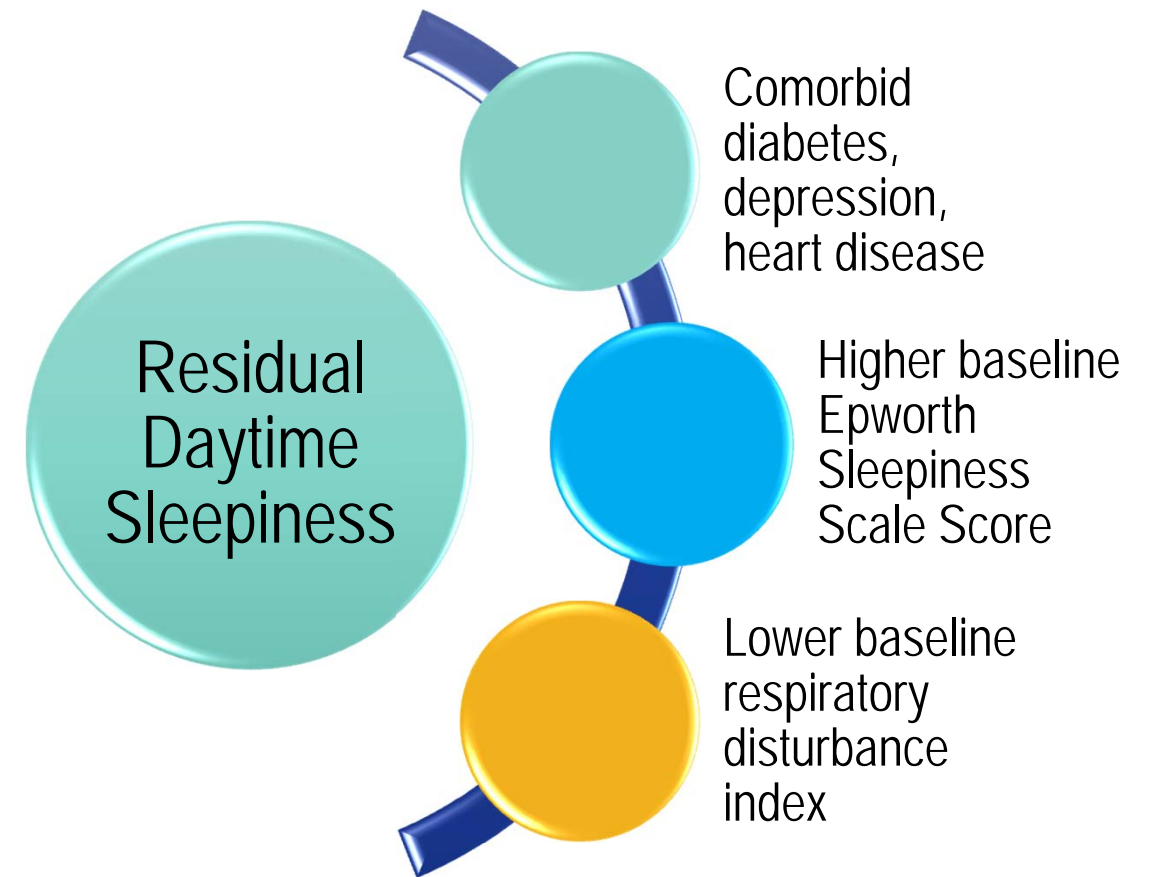 Residual
Daytime
Sleepiness
Comorbid
diabetes,
depression,
heart disease
Higher baseline
Epworth
Sleepiness
Scale Score
Lower baseline
respiratory
disturbance
index